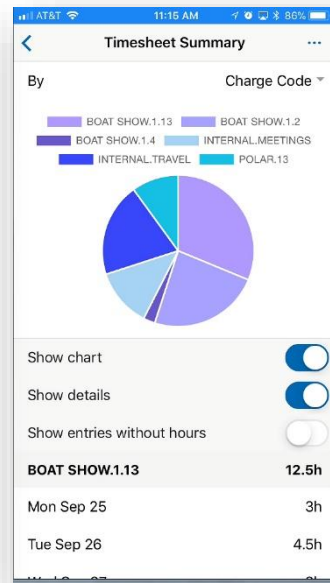 AT&T 11:15 AM 86%
Timesheet Summary ...
By Charge Code
BOAT SHOW.1.13 BOAT SHOW.1.2
BOAT SHOW.1.4 INTERNAL.MEETINGS
INTERNAL.TRAVEL POLAR.13
Show chart
Show details
Show entries without hours
BOAT SHOW.1.13 12.5h
Mon Sep 25 3h
Tue Sep 26 4.5h